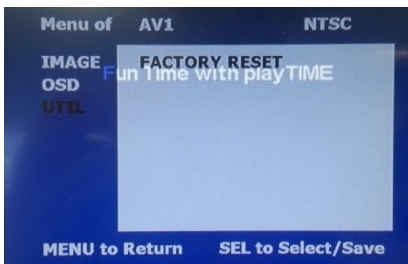 Menu of AV1 NTSC
IMAGE FACTORY RESET
Fun Time with playTIME
OSD
UTIL
MENU to Return SEL to Select/Save